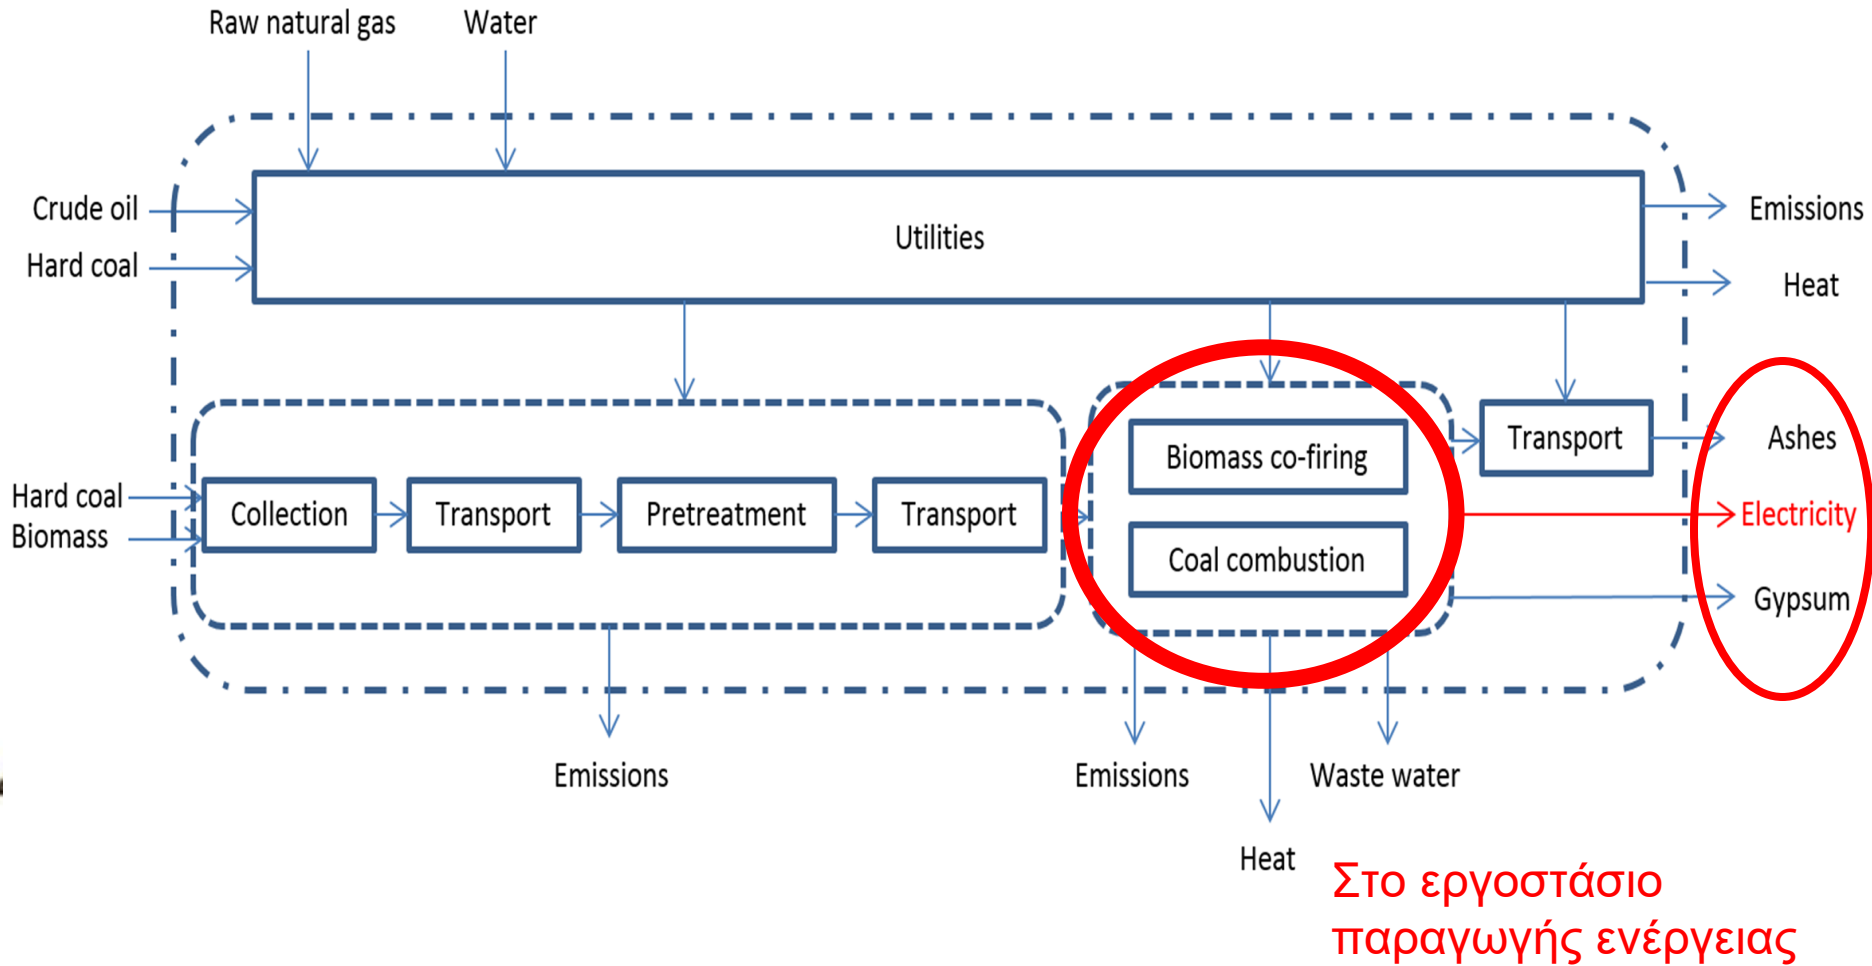 Raw natural gas
Water
Crude oil
Hard coal
Utilities
Emissions
Heat
Hard coal
Biomass
Collection
Transport
Pretreatment
Transport
Biomass co-firing
Coal combustion
Transport
Ashes
Electricity
Gypsum
Emissions
Emissions
Waste water
Heat
Στο εργοστάσιο
παραγωγής ενέργειας